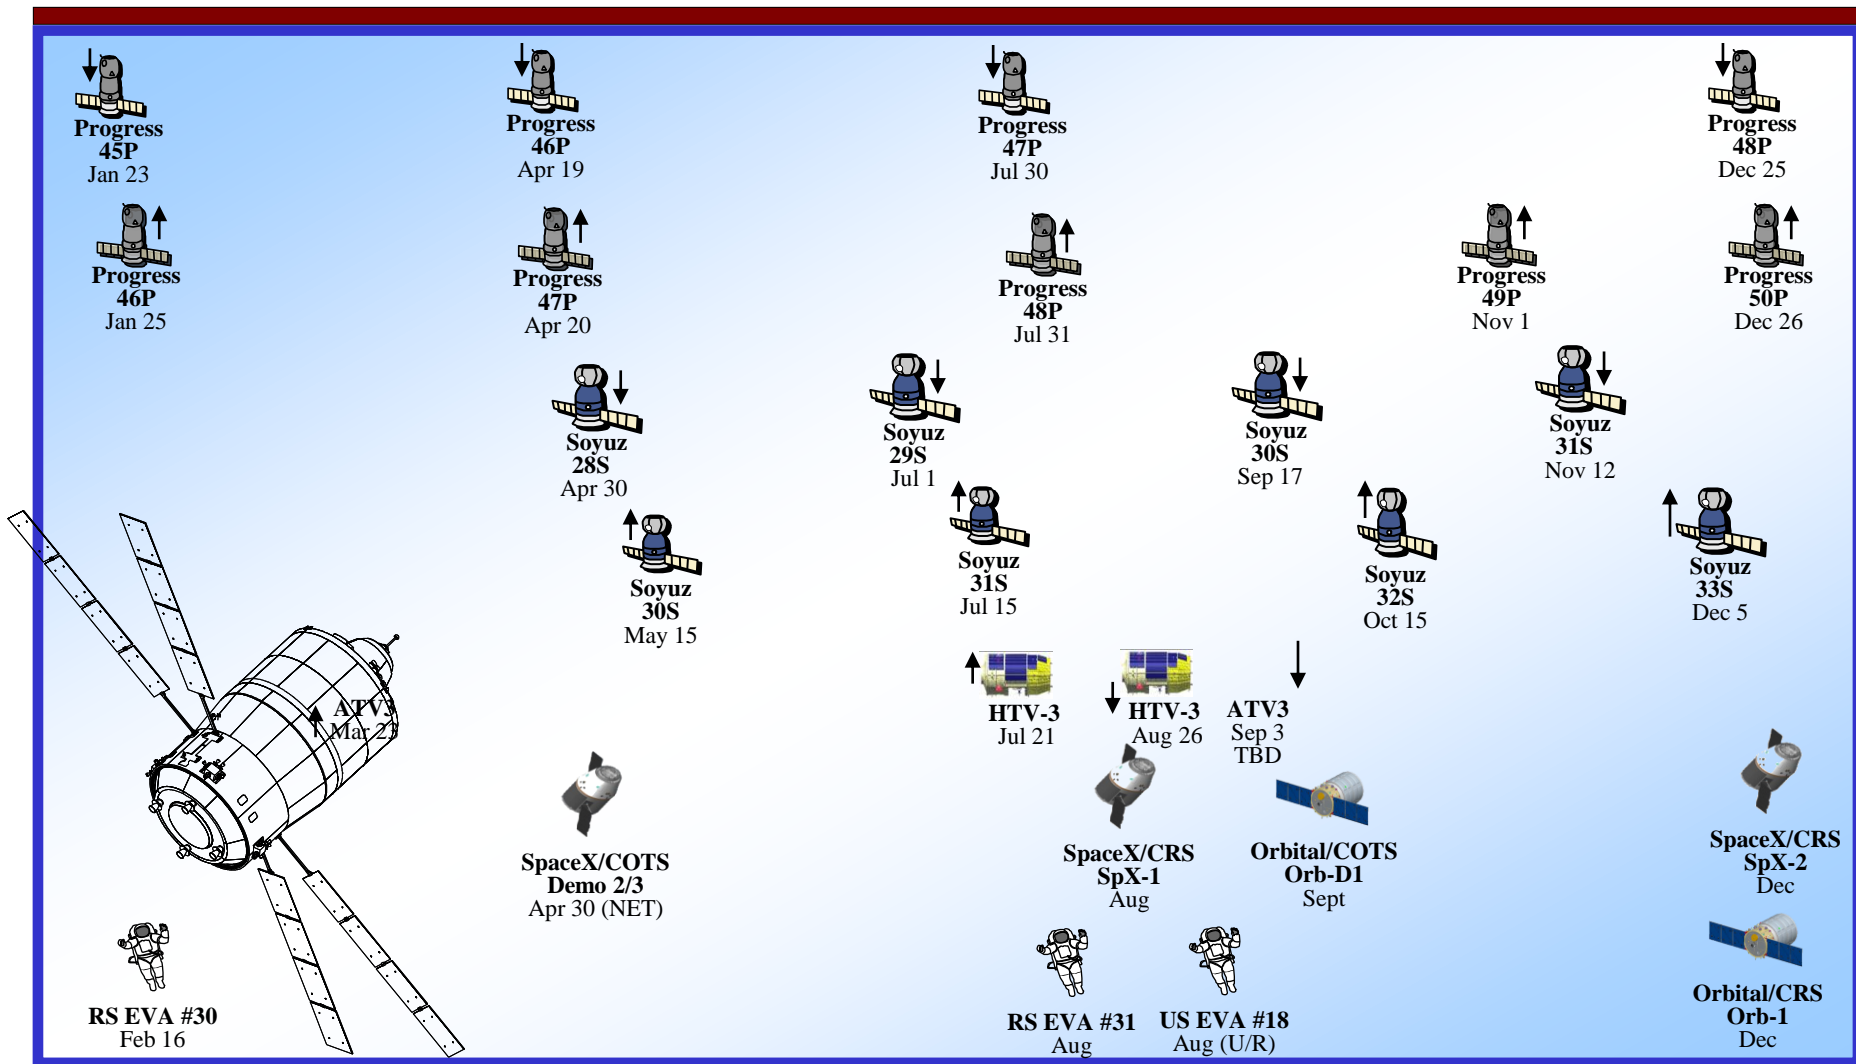 Progress
45P
Jan 23
Progress
46P
Apr 19
Progress
47P
Jul 30
Progress
48P
Dec 25
Progress
46P
Jan 25
Progress
47P
Apr 20
Progress
48P
Jul 31
Progress
49P
Nov 1
Progress
50P
Dec 26
Soyuz
28S
Apr 30
Soyuz
29S
Jul 1
Soyuz
30S
Sep 17
Soyuz
31S
Nov 12
Soyuz
30S
May 15
Soyuz
31S
Jul 15
Soyuz
32S
Oct 15
Soyuz
33S
Dec 5
ATV3
Mar 23
HTV-3
Jul 21
HTV-3
Aug 26
ATV3
Sep 3
TBD
SpaceX/COTS
Demo 2/3
Apr 30 (NET)
SpaceX/CRS
SpX-1
Aug
Orbital/COTS
Orb-D1
Sept
SpaceX/CRS
SpX-2
Dec
RS EVA #30
Feb 16
RS EVA #31
Aug
US EVA #18
Aug (U/R)
Orbital/CRS
Orb-1
Dec